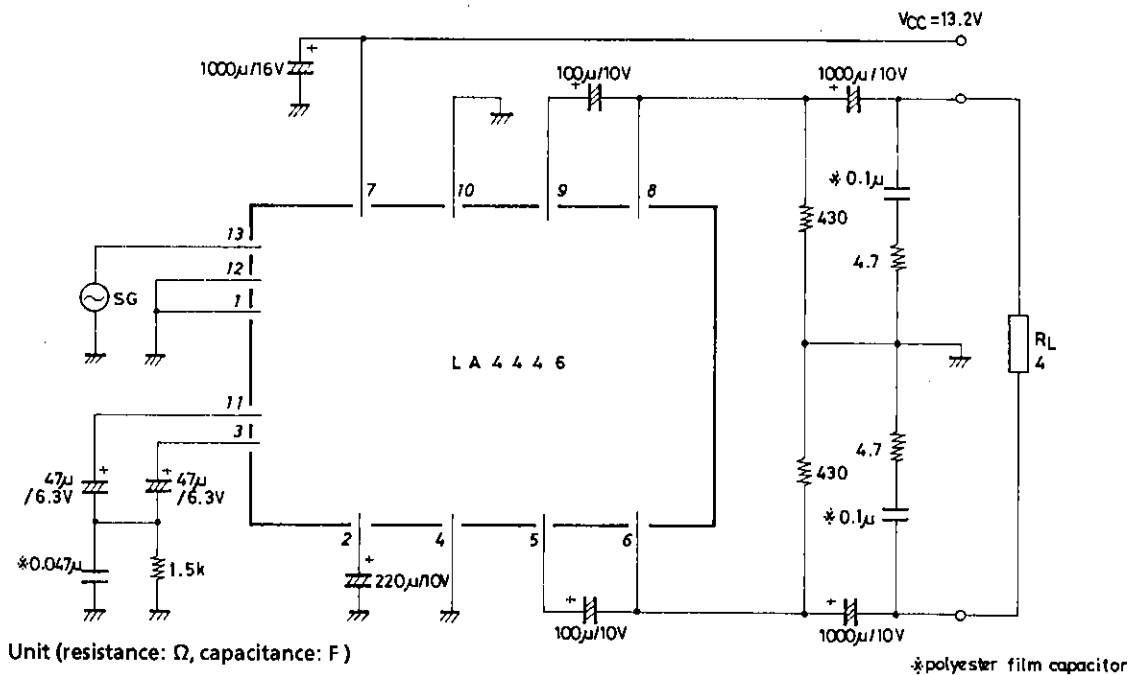 VCC=13.2V
1000μ/16V
+
100μ/10V
+
1000μ/10V
+
7
10
9
8
※0.1μ
430
4.7
13
12
SG
1
LA4446
RL
4
11
3
430
4.7
47μ
/6.3V
+
47μ
/6.3V
+
※0.1μ
2
4
5
6
※0.047μ
1.5k
220μ/10V
+
100μ/10V
+
1000μ/10V
+
Unit (resistance: Ω, capacitance: F )
※polyester film capacitor